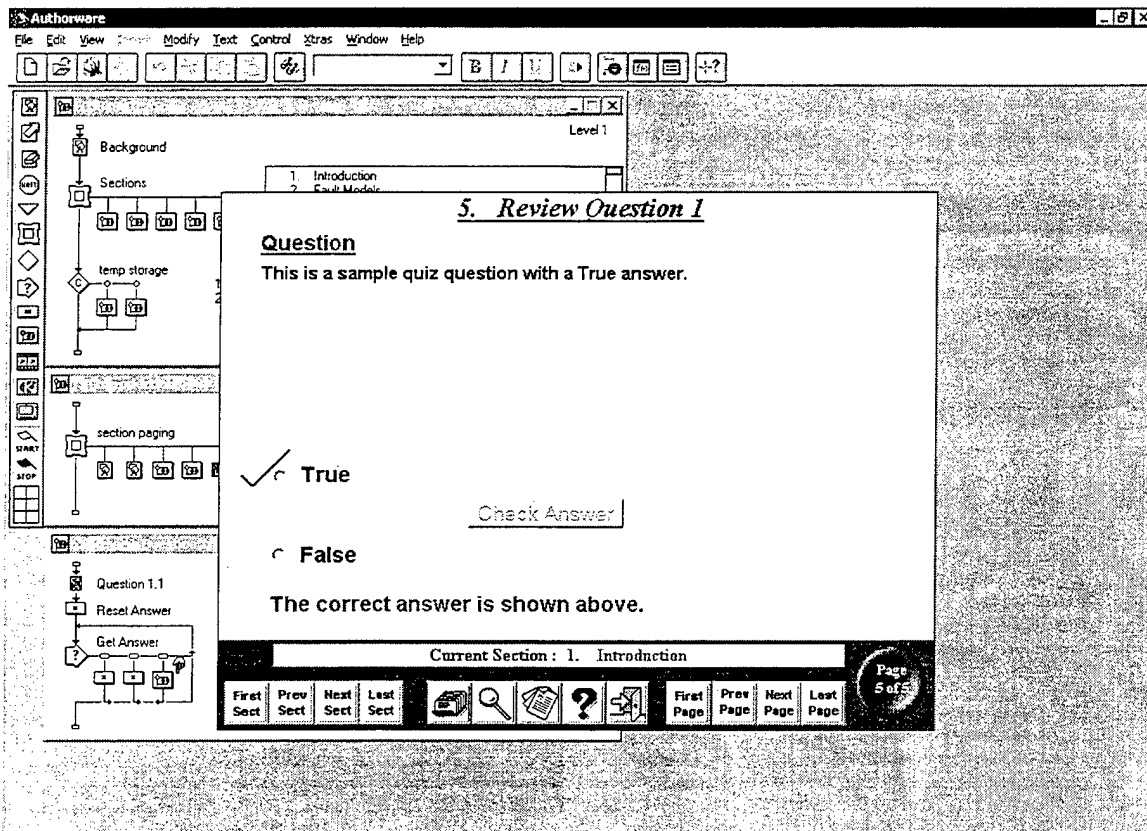 Authorware
File Edit View Insert Modify Text Control Xtras Window Help
B I U
Level 1
Background
Sections
1. Introduction
2. Fault Models
temp storage
section paging
START
STOP
Question 1.1
Reset Answer
Get Answer
5. Review Question 1
Question
This is a sample quiz question with a True answer.
True
Check Answer
False
The correct answer is shown above.
Current Section : 1. Introduction
First Sect
Prev Sect
Next Sect
Last Sect
First Page
Prev Page
Next Page
Last Page
Page 5 of 5